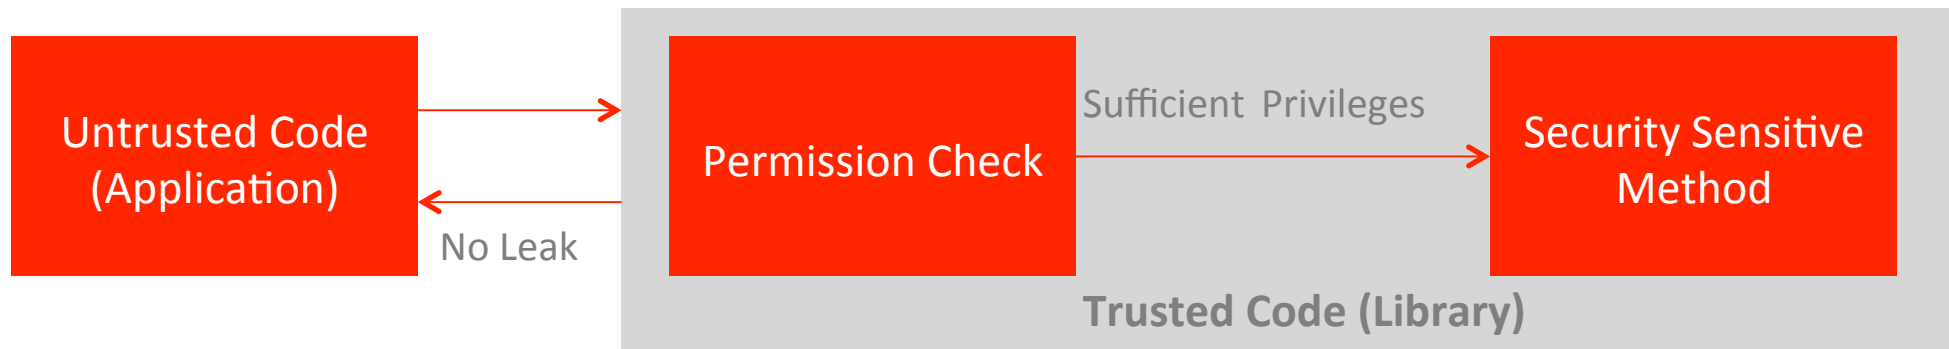 Untrusted Code
(Application)
No Leak
Permission Check
Sufficient Privileges
Security Sensitive
Method
Trusted Code (Library)